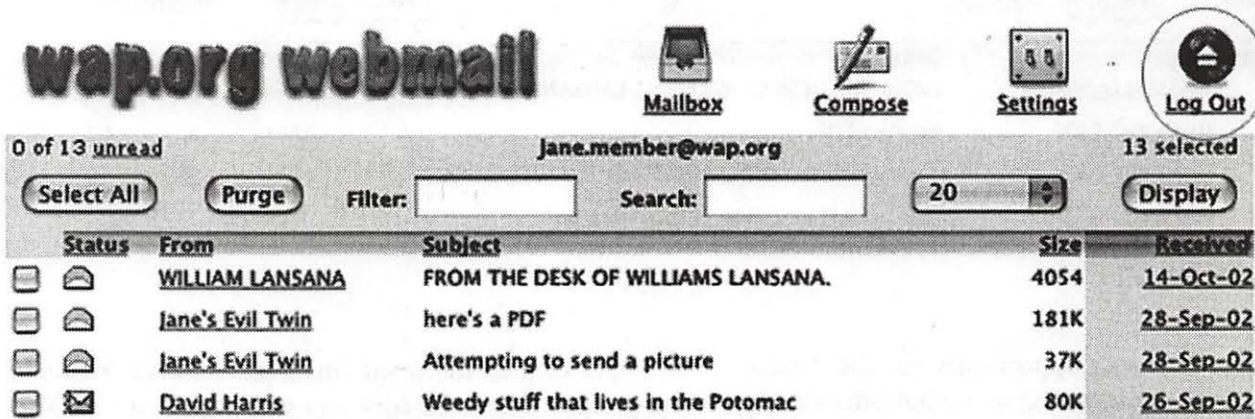 wap.org webmail
Mailbox Compose Settings Log Out
0 of 13 unread Jane.member@wap.org 13 selected
Select All Purge Filter: Search: 20 Display
Status From Subject Size Received
WILLIAM LANSANA FROM THE DESK OF WILLIAMS LANSANA. 4054 14-Oct-02
Jane's Evil Twin here's a PDF 181K 28-Sep-02
Jane's Evil Twin Attempting to send a picture 37K 28-Sep-02
David Harris Weedy stuff that lives in the Potomac 80K 26-Sep-02